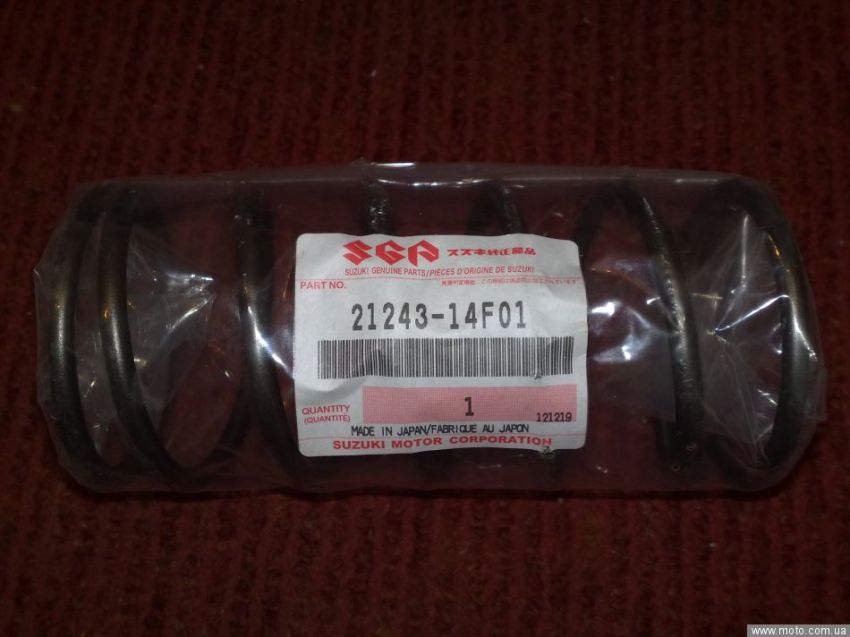 SGP スズキ純正部品
SUZUKI GENUINE PARTS/PIÈCES D'ORIGINE DE SUZUKI
PART NO.
21243-14F01
QUANTITY
(QUANTITÉ)
1
121219
MADE IN JAPAN/FABRIQUE AU JAPON
SUZUKI MOTOR CORPORATION
www.moto.com.ua